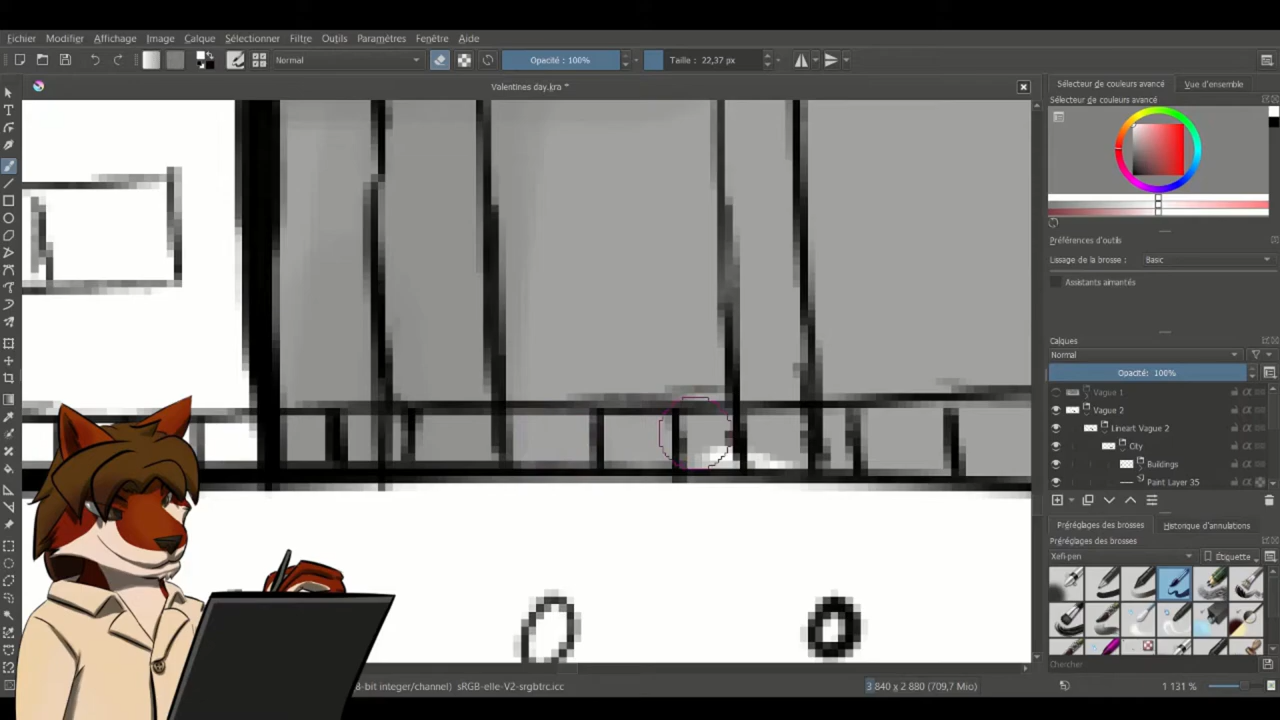 Fichier Modifier Affichage Image Calque Sélectionner Filtre Outils Paramètres Fenêtre Aide
Normal Opacité : 100% Taille : 22,37 px
Valentines day.kra *
Sélecteur de couleurs avancé Vue d'ensemble
Sélecteur de couleurs avancé
Préférences d'outils
Lissage de la brosse : Basic
Assistants aimantés
Calques
Normal
Opacité: 100%
Vague 1
Vague 2
Lineart Vague 2
City
Buildings
Paint Layer 35
Préréglages des brosses Historique d'annulations
Préréglages des brosses
Xefi-pen Étiquette
Chercher
8-bit integer/channel) sRGB-elle-V2-srgbtrc.icc 3 840 x 2 880 (709,7 Mio) 1 131 %